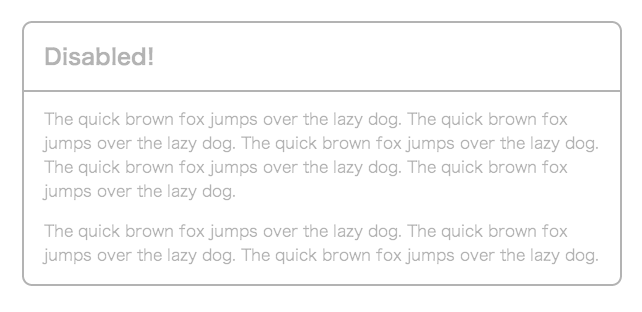 Disabled!
The quick brown fox jumps over the lazy dog. The quick brown fox
jumps over the lazy dog. The quick brown fox jumps over the lazy dog.
The quick brown fox jumps over the lazy dog. The quick brown fox
jumps over the lazy dog.
The quick brown fox jumps over the lazy dog. The quick brown fox
jumps over the lazy dog. The quick brown fox jumps over the lazy dog.